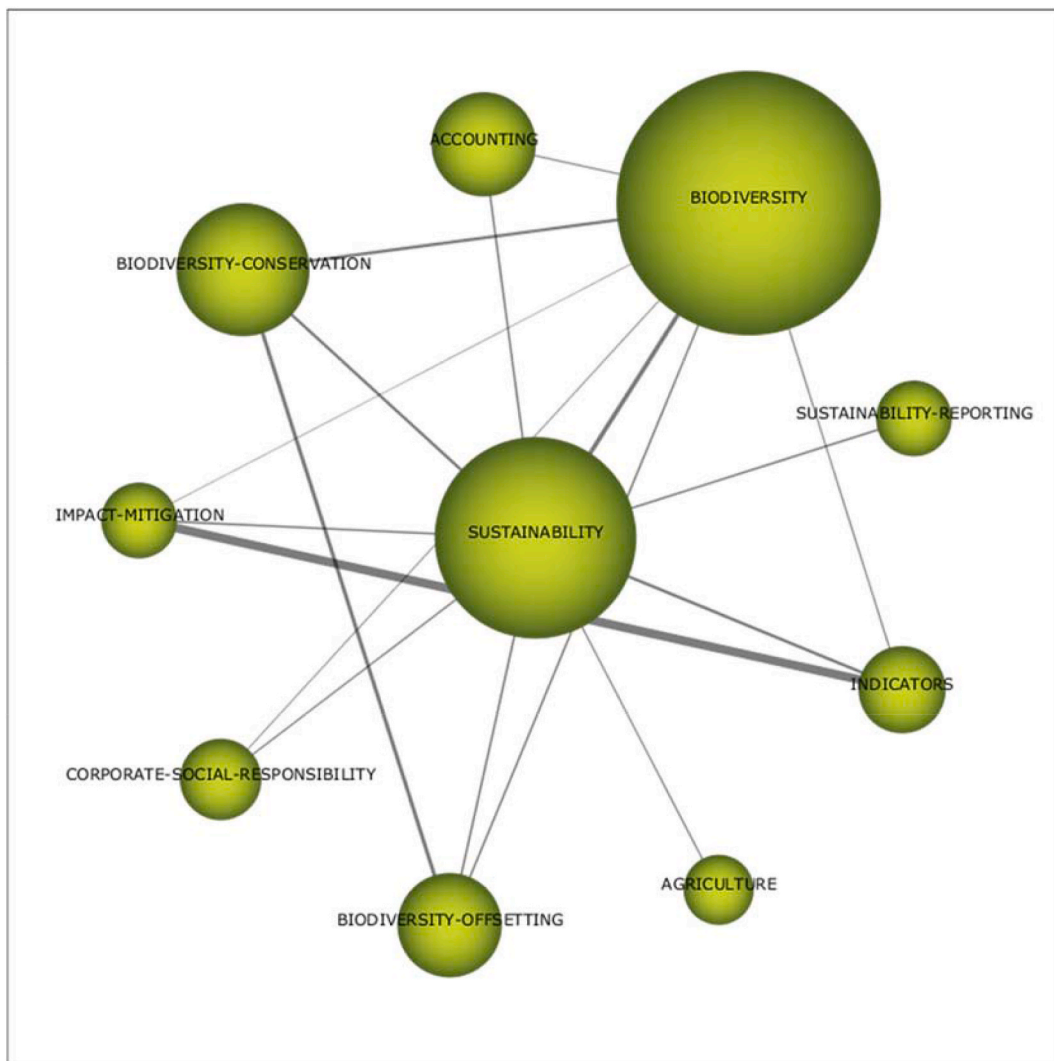 ACCOUNTING
BIODIVERSITY
BIODIVERSITY-CONSERVATION
SUSTAINABILITY-REPORTING
IMPACT-MITIGATION
SUSTAINABILITY
INDICATORS
CORPORATE-SOCIAL-RESPONSIBILITY
AGRICULTURE
BIODIVERSITY-OFFSETTING